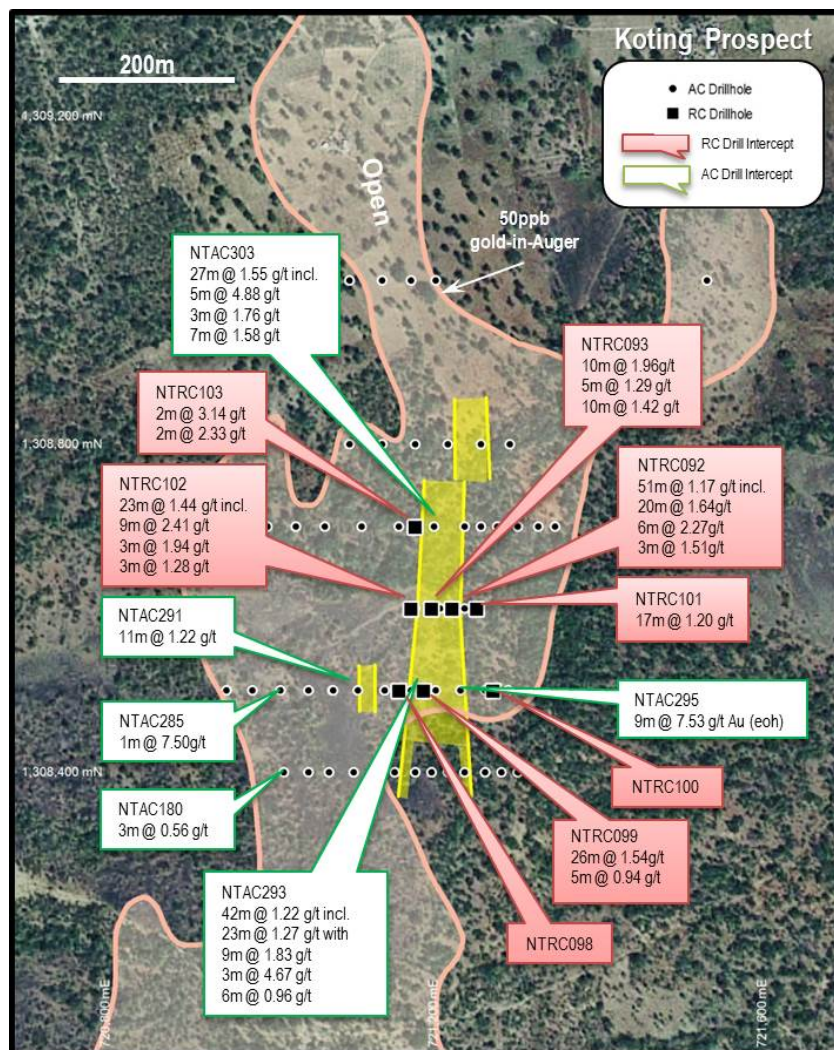 Koting Prospect
AC Drillhole
RC Drillhole
RC Drill Intercept
AC Drill Intercept
200m
1,309,200 mN
Open
50ppb
gold-in-Auger
NTAC303
27m @ 1.55 g/t incl.
5m @ 4.88 g/t
3m @ 1.76 g/t
7m @ 1.58 g/t
NTRC093
10m @ 1.96g/t
5m @ 1.29 g/t
10m @ 1.42 g/t
NTRC103
2m @ 3.14 g/t
2m @ 2.33 g/t
1,308,800 mN
NTRC092
51m @ 1.17 g/t incl.
20m @ 1.64g/t
6m @ 2.27g/t
3m @ 1.51g/t
NTRC102
23m @ 1.44 g/t incl.
9m @ 2.41 g/t
3m @ 1.94 g/t
3m @ 1.28 g/t
NTRC101
17m @ 1.20 g/t
NTAC291
11m @ 1.22 g/t
NTAC295
9m @ 7.53 g/t Au (eoh)
NTAC285
1m @ 7.50g/t
1,308,400 mN
NTRC100
NTAC180
3m @ 0.56 g/t
NTRC099
26m @ 1.54g/t
5m @ 0.94 g/t
NTAC293
42m @ 1.22 g/t incl.
23m @ 1.27 g/t with
9m @ 1.83 g/t
3m @ 4.67 g/t
6m @ 0.96 g/t
NTRC098
721,600 mE